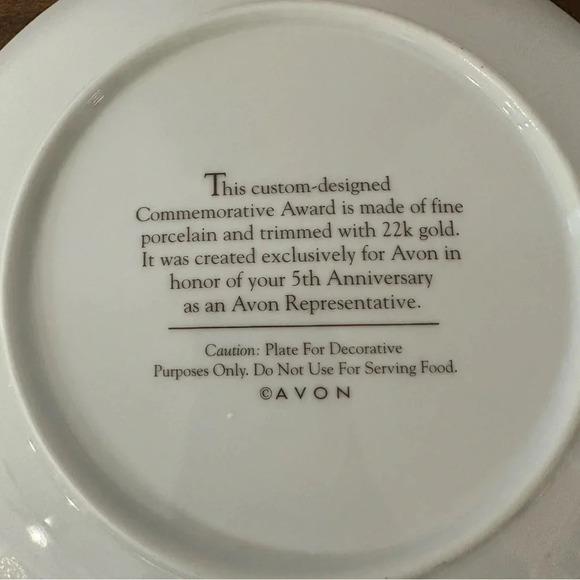 This custom-designed
Commemorative Award is made of fine
porcelain and trimmed with 22k gold.
It was created exclusively for Avon in
honor of your 5th Anniversary
as an Avon Representative.
Caution: Plate For Decorative
Purposes Only. Do Not Use For Serving Food.
©AVON